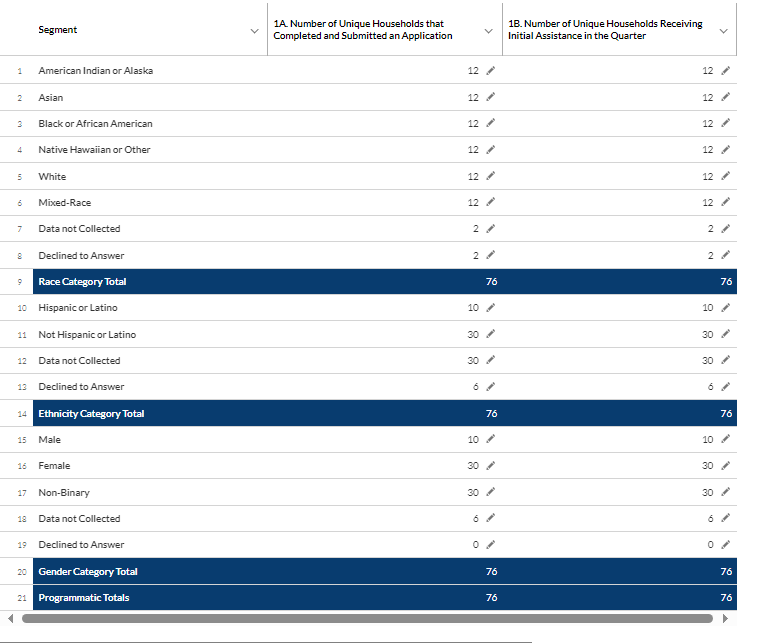 Segment
1A. Number of Unique Households that
Completed and Submitted an Application
1B. Number of Unique Households Receiving
Initial Assistance in the Quarter
1 American Indian or Alaska 12 12
2 Asian 12 12
3 Black or African American 12 12
4 Native Hawaiian or Other 12 12
5 White 12 12
6 Mixed-Race 12 12
7 Data not Collected 2 2
8 Declined to Answer 2 2
9 Race Category Total 76 76
10 Hispanic or Latino 10 10
11 Not Hispanic or Latino 30 30
12 Data not Collected 30 30
13 Declined to Answer 6 6
14 Ethnicity Category Total 76 76
15 Male 10 10
16 Female 30 30
17 Non-Binary 30 30
18 Data not Collected 6 6
19 Declined to Answer 0 0
20 Gender Category Total 76 76
21 Programmatic Totals 76 76